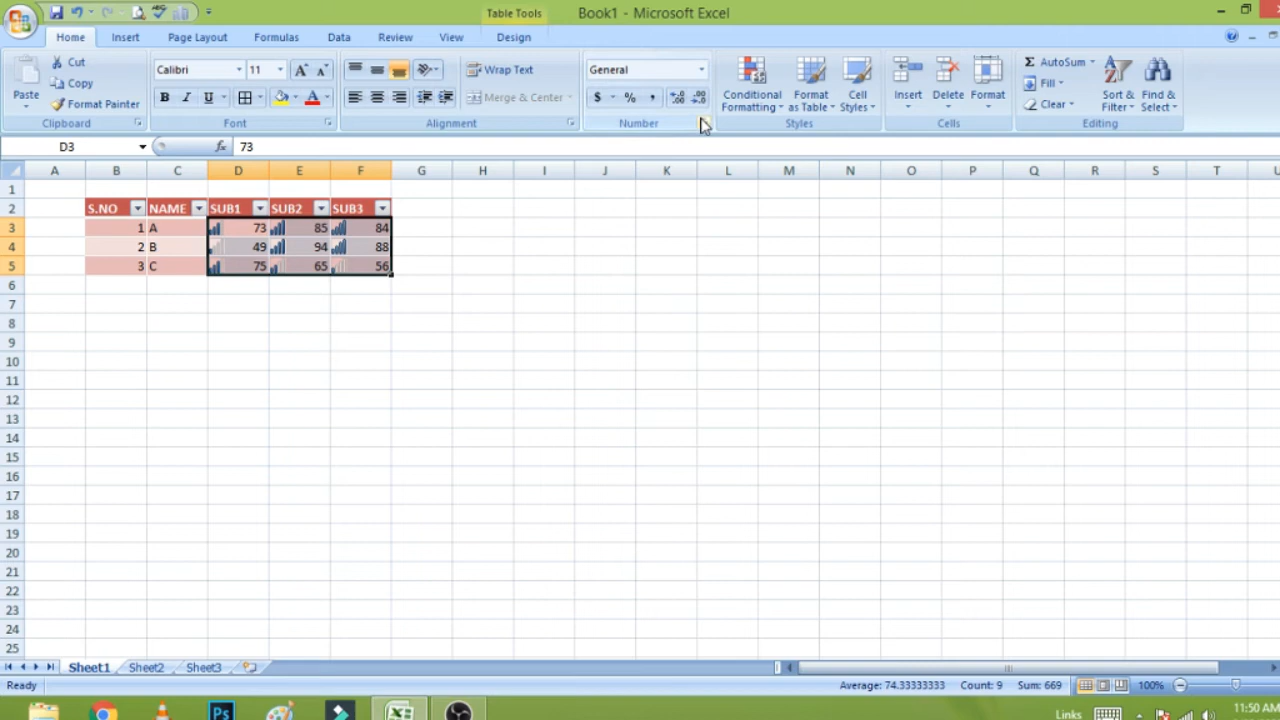 Table Tools
Book1 - Microsoft Excel
Home Insert Page Layout Formulas Data Review View Design
Paste
Cut
Copy
Format Painter
Clipboard
Calibri 11
B I U
Font
Wrap Text
Merge & Center
Alignment
General
$ % ,
Number
Conditional Formatting
Format as Table
Cell Styles
Styles
Insert Delete Format
Cells
Σ AutoSum
Fill
Clear
Sort & Filter
Find & Select
Editing
D3 fx 73
A B C D E F G H I J K L M N O P Q R S T U
1
2 S.NO NAME SUB1 SUB2 SUB3
3 1 A 73 85 84
4 2 B 49 94 88
5 3 C 75 65 56
6
7
8
9
10
11
12
13
14
15
16
17
18
19
20
21
22
23
24
25
Sheet1 Sheet2 Sheet3
Ready Average: 74.33333333 Count: 9 Sum: 669 100%
Ps Links 11:50 AM